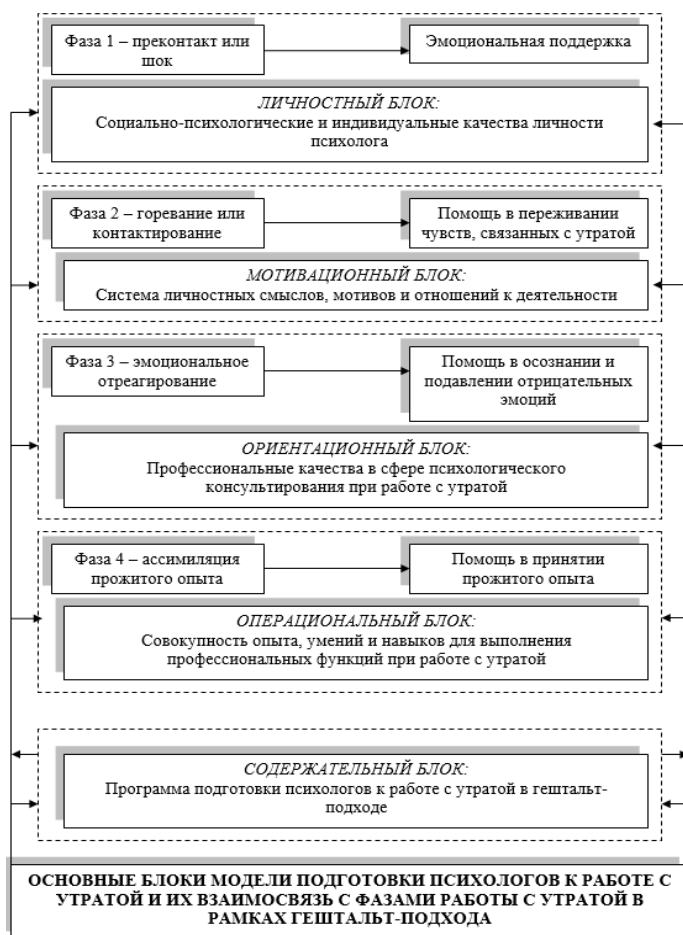 Фаза 1 – преконтакт или
шок
Эмоциональная поддержка
ЛИЧНОСТНЫЙ БЛОК:
Социально-психологические и индивидуальные качества личности
психолога
Фаза 2 – горевание или
контактирование
Помощь в переживании
чувств, связанных с утратой
МОТИВАЦИОННЫЙ БЛОК:
Система личностных смыслов, мотивов и отношений к деятельности
Фаза 3 – эмоциональное
отреагирование
Помощь в осознании и
подавлении отрицательных
эмоций
ОРИЕНТАЦИОННЫЙ БЛОК:
Профессиональные качества в сфере психологического
консультирования при работе с утратой
Фаза 4 – ассимиляция
прожитого опыта
Помощь в принятии
прожитого опыта
ОПЕРАЦИОНАЛЬНЫЙ БЛОК:
Совокупность опыта, умений и навыков для выполнения
профессиональных функций при работе с утратой
СОДЕРЖАТЕЛЬНЫЙ БЛОК:
Программа подготовки психологов к работе с утратой в гештальт-
подходе
ОСНОВНЫЕ БЛОКИ МОДЕЛИ ПОДГОТОВКИ ПСИХОЛОГОВ К РАБОТЕ С
УТРАТОЙ И ИХ ВЗАИМОСВЯЗЬ С ФАЗАМИ РАБОТЫ С УТРАТОЙ В
РАМКАХ ГЕШТАЛЬТ-ПОДХОДА